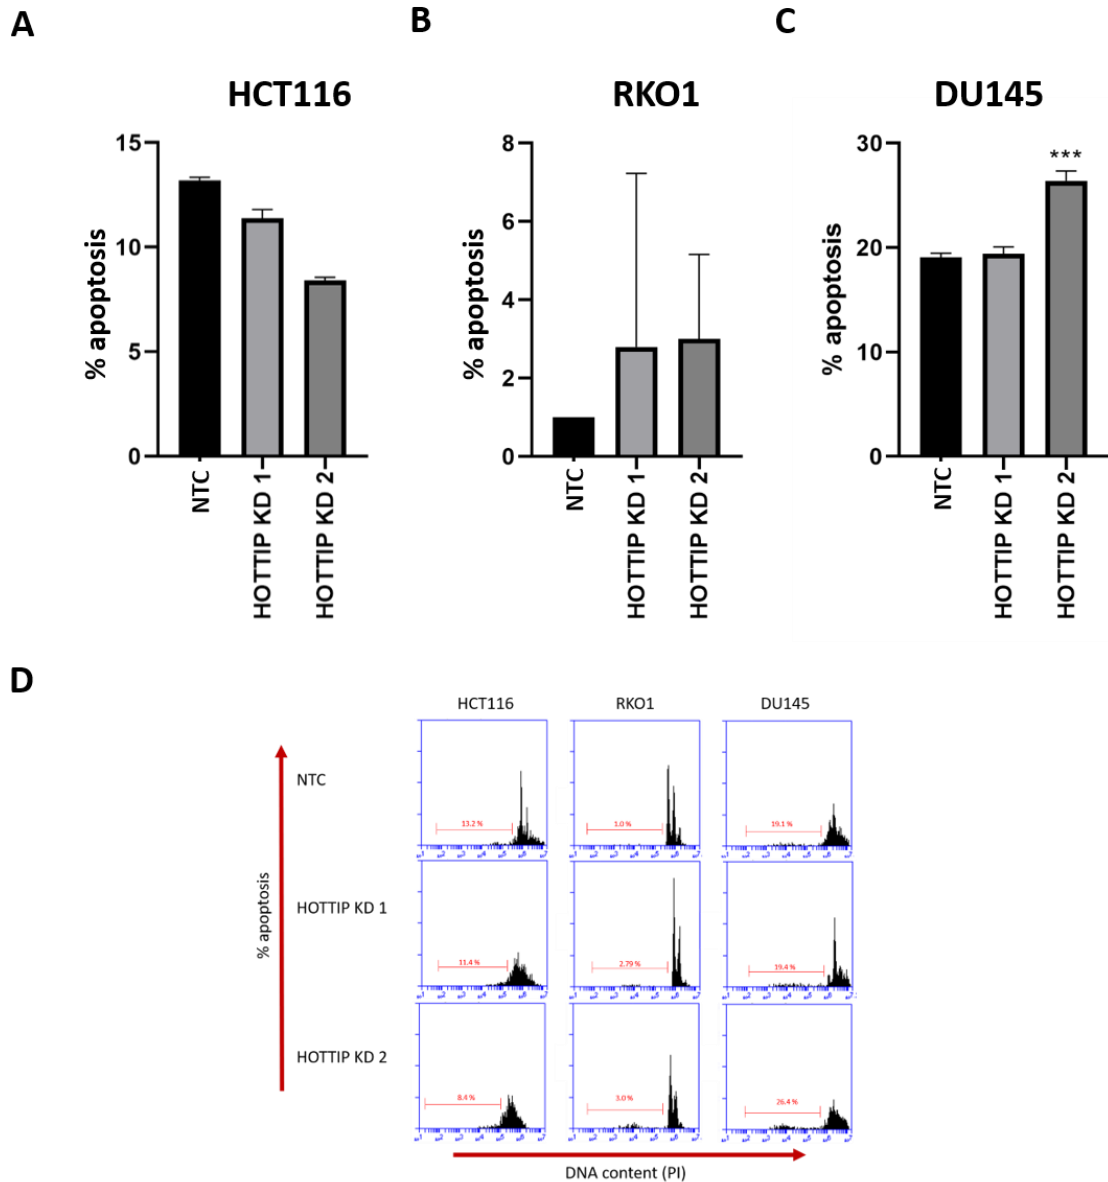 A
B
C
HCT116
RKO1
DU145
% apoptosis
15
10
5
0
NTC
HOTTIP KD 1
HOTTIP KD 2
% apoptosis
8
6
4
2
0
NTC
HOTTIP KD 1
HOTTIP KD 2
% apoptosis
30
20
10
0
***
NTC
HOTTIP KD 1
HOTTIP KD 2
D
HCT116
RKO1
DU145
% apoptosis
NTC
13.2 %
1.0 %
19.1 %
HOTTIP KD 1
11.4 %
2.79 %
19.4 %
HOTTIP KD 2
8.4 %
3.0 %
26.4 %
DNA content (PI)